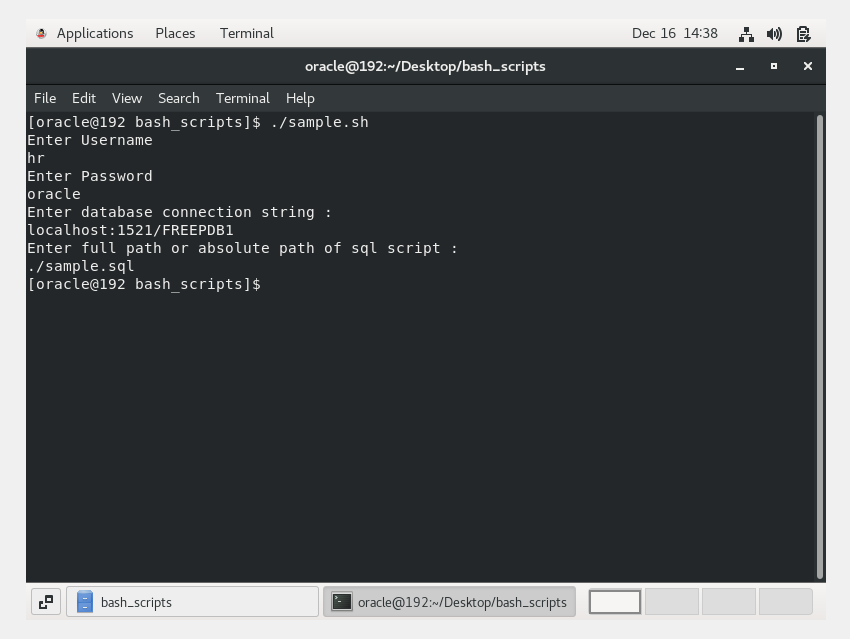 Applications Places Terminal Dec 16 14:38
oracle@192:~/Desktop/bash_scripts
File Edit View Search Terminal Help
[oracle@192 bash_scripts]$ ./sample.sh
Enter Username
hr
Enter Password
oracle
Enter database connection string :
localhost:1521/FREEPDB1
Enter full path or absolute path of sql script :
./sample.sql
[oracle@192 bash_scripts]$
bash_scripts oracle@192:~/Desktop/bash_scripts